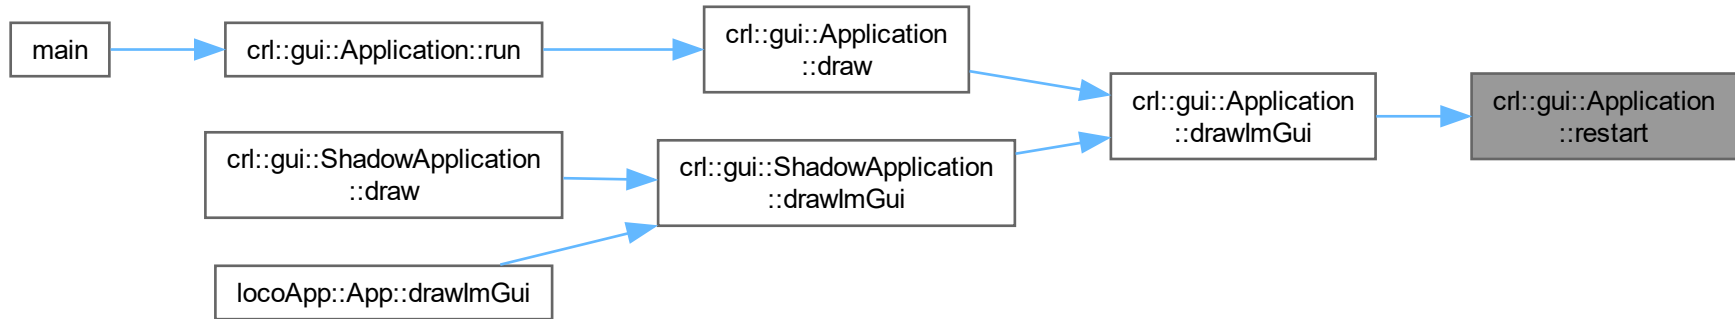 main
crl::gui::Application::run
crl::gui::Application
::draw
crl::gui::ShadowApplication
::draw
locoApp::App::drawImGui
crl::gui::ShadowApplication
::drawImGui
crl::gui::Application
::drawImGui
crl::gui::Application
::restart